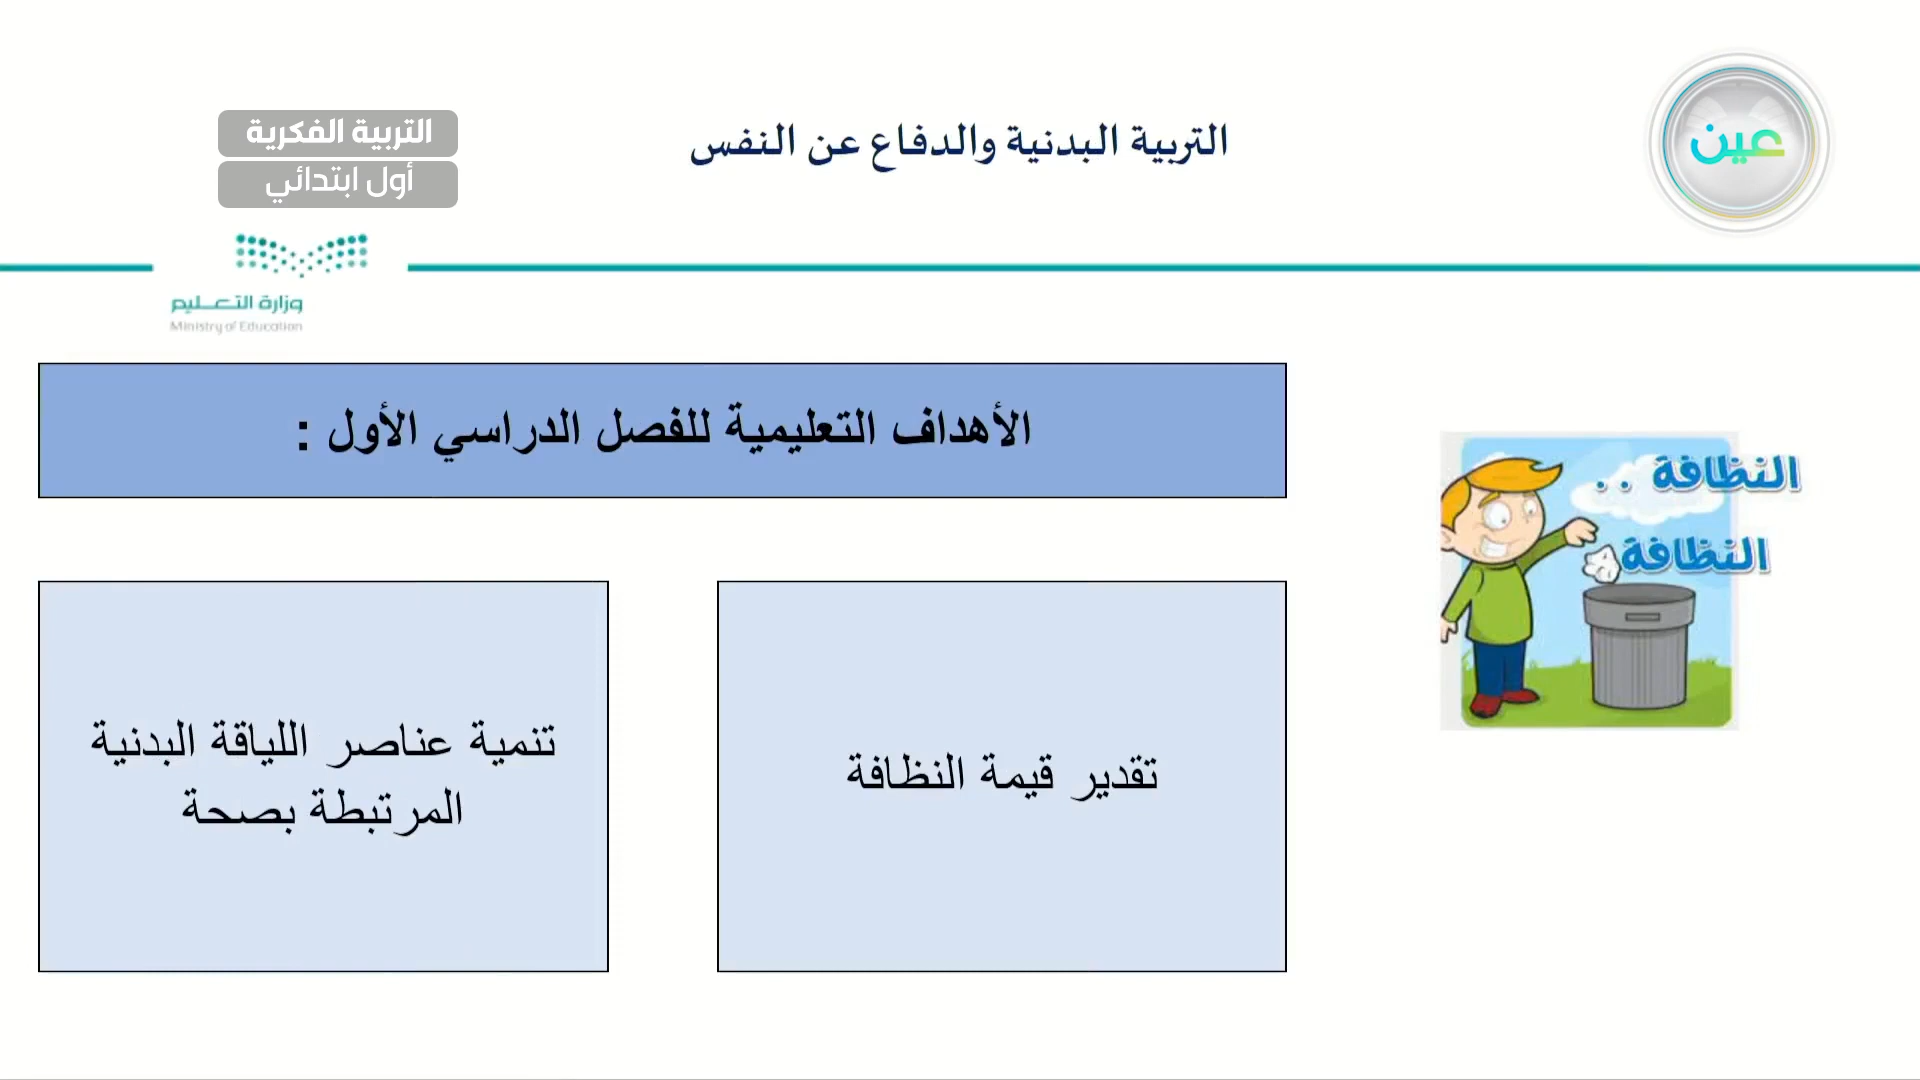 عين
التربية البدنية والدفاع عن النفس
التربية الفكرية
أول ابتدائي
وزارة التعليم
Ministry of Education
الأهداف التعليمية للفصل الدراسي الأول :
النظافة . .
النظافة
تقدير قيمة النظافة
تنمية عناصر اللياقة البدنية
المرتبطة بصحة